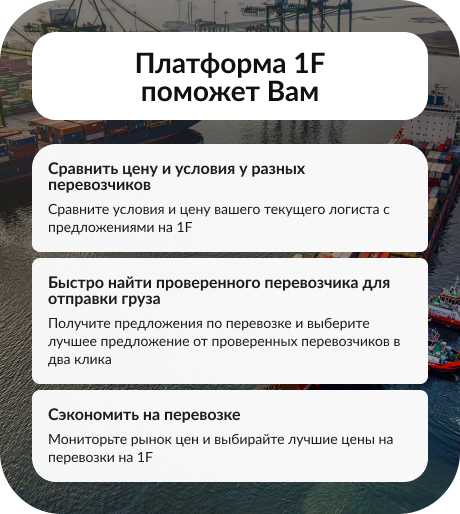 Платформа 1F
поможет Вам
Сравнить цену и условия у разных
перевозчиков
Сравните условия и цену вашего текущего логиста с
предложениями на 1F
Быстро найти проверенного перевозчика для
отправки груза
Получите предложения по перевозке и выберите
лучшее предложение от проверенных перевозчиков в
два клика
Сэкономить на перевозке
Мониторьте рынок цен и выбирайте лучшие цены на
перевозки на 1F